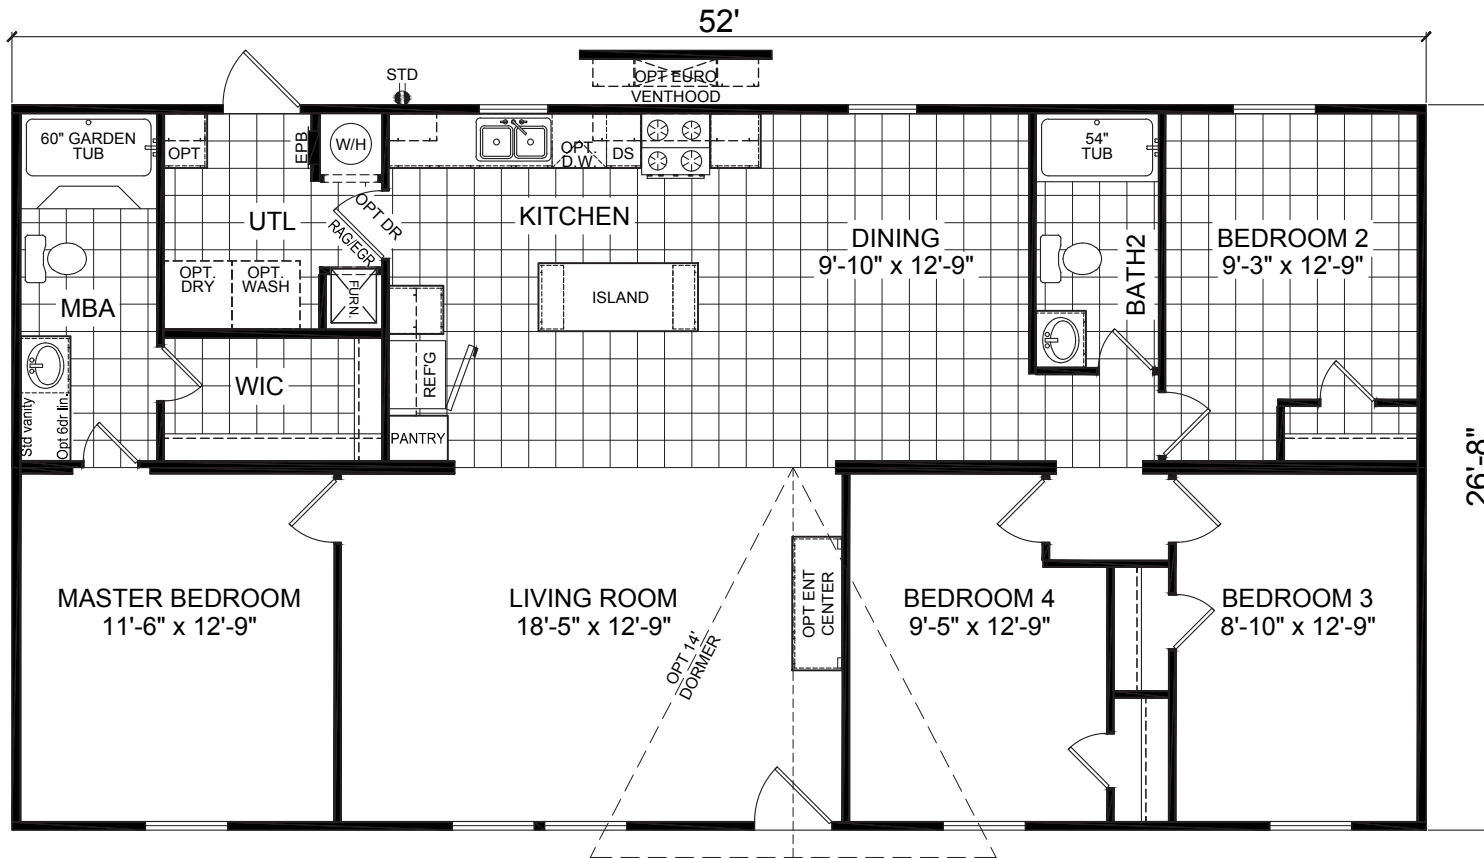 52'
STD
OPT EURO
VENTHOOD
60" GARDEN
TUB
OPT
EPB
W/H
OPT.
D.W.
DS
54"
TUB
UTL
OPT DR
RAG/EGR
KITCHEN
DINING
9'-10" x 12'-9"
BATH2
BEDROOM 2
9'-3" x 12'-9"
OPT.
DRY
OPT.
WASH
FURN.
ISLAND
MBA
WIC
REF'G
PANTRY
Std vanity
Opt 6dr lin.
26'-8"
MASTER BEDROOM
11'-6" x 12'-9"
LIVING ROOM
18'-5" x 12'-9"
OPT ENT
CENTER
OPT 14'
DORMER
BEDROOM 4
9'-5" x 12'-9"
BEDROOM 3
8'-10" x 12'-9"